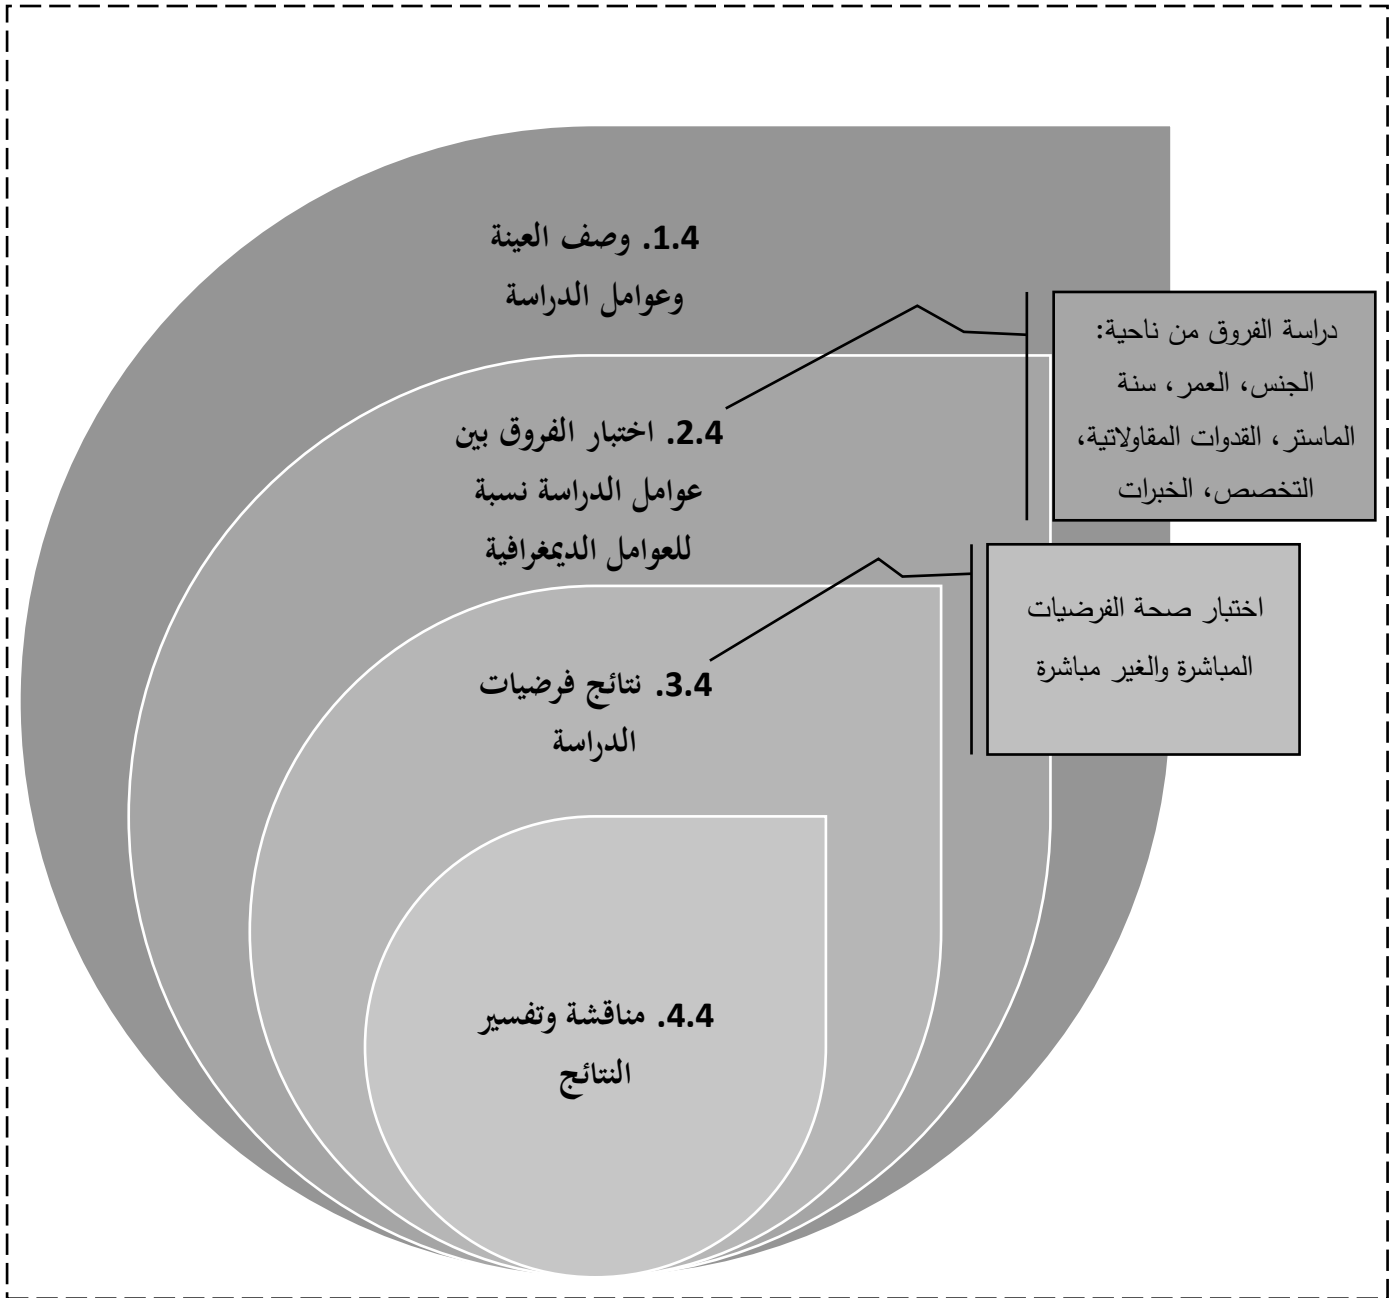 1.4. وصف العينة
وعوامل الدراسة
2.4. اختبار الفروق بين
عوامل الدراسة نسبة
للعوامل الديمغرافية
دراسة الفروق من ناحية:
الجنس، العمر، سنة
الماستر، القدوات المقاولاتية،
التخصص، الخبرات
3.4. نتائج فرضيات
الدراسة
اختبار صحة الفرضيات
المباشرة والغير مباشرة
4.4. مناقشة وتفسير
النتائج